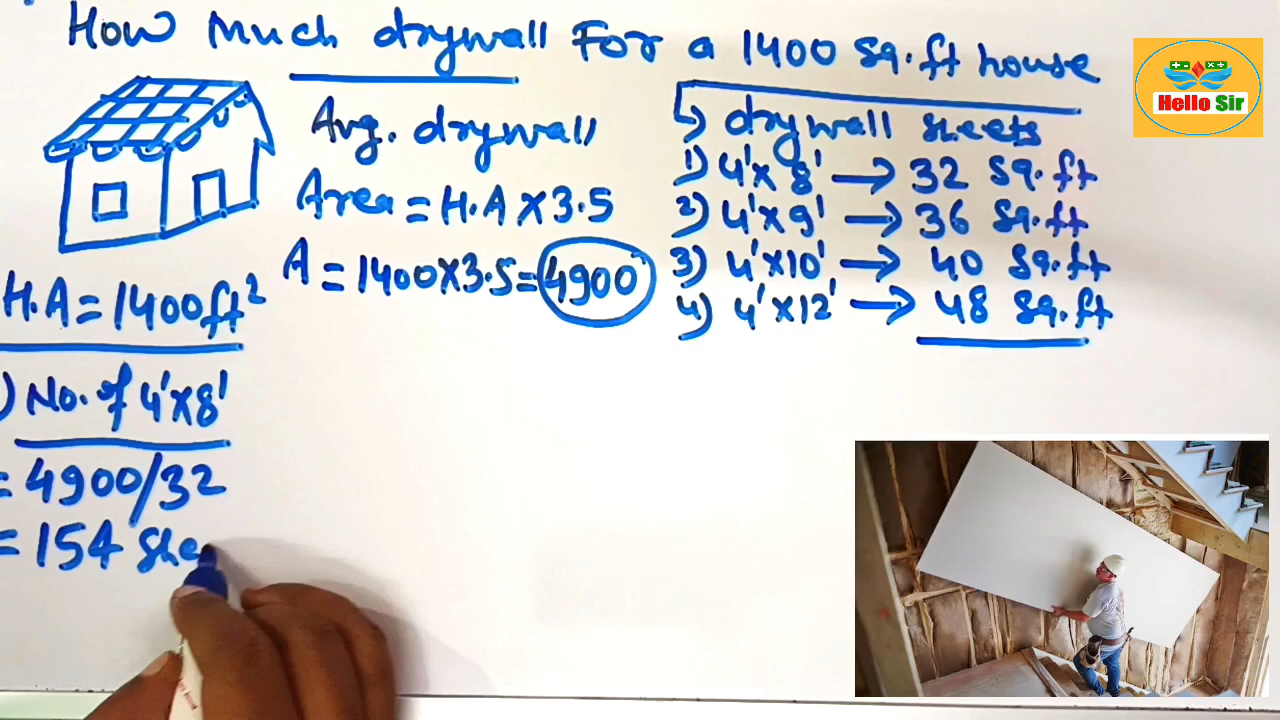 How Much drywall For a 1400 Sq.ft house
Hello Sir
Avg. drywall
Area = H.A X 3.5
A = 1400X3.5=4900
drywall sheets
1) 4'x8' → 32 Sq.ft
2) 4'x9' → 36 Sq.ft
3) 4'x10' → 40 Sq.ft
4) 4'x12' → 48 Sq.ft
H.A = 1400ft²
) No. of 4'x8'
= 4900/32
= 154 She